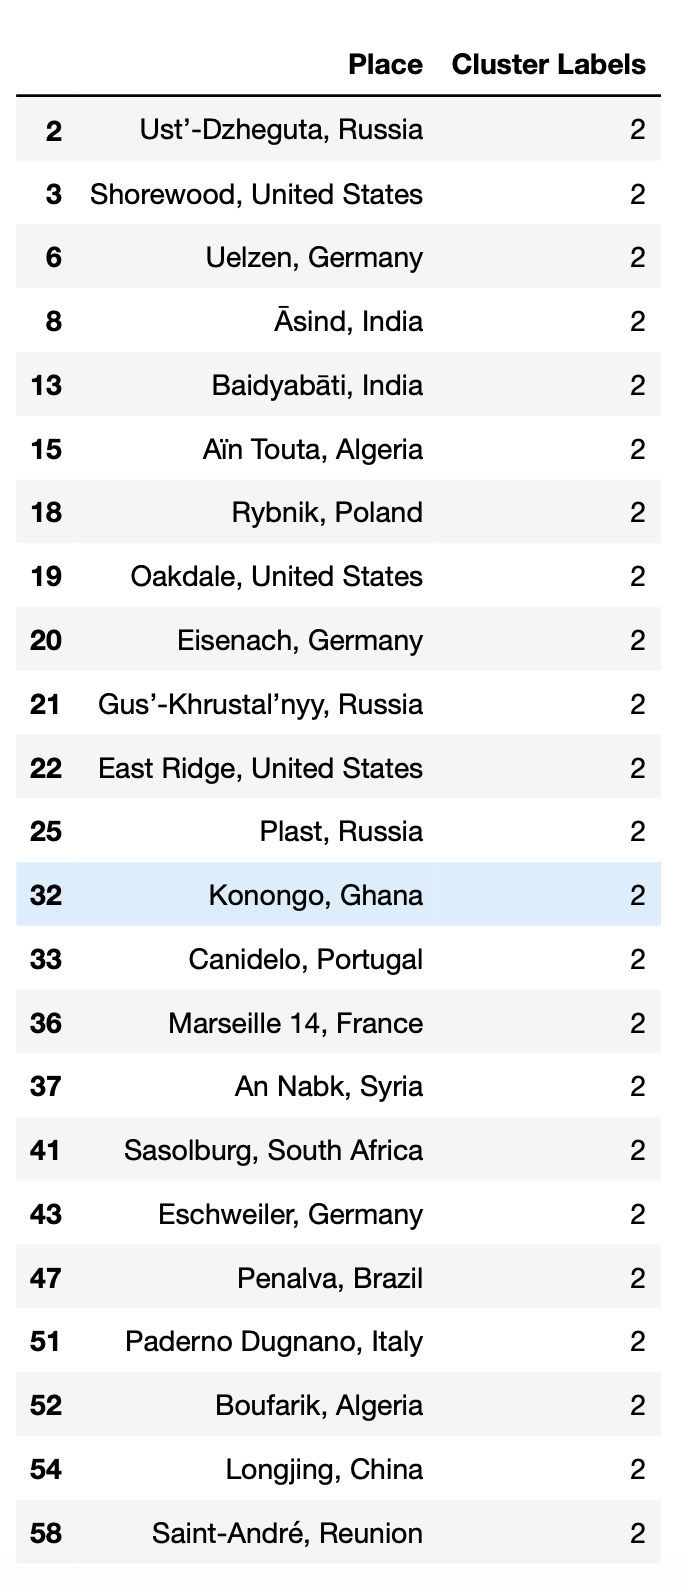 Place Cluster Labels
2 Ust’-Dzheguta, Russia 2
3 Shorewood, United States 2
6 Uelzen, Germany 2
8 Āsind, India 2
13 Baidyabāti, India 2
15 Aïn Touta, Algeria 2
18 Rybnik, Poland 2
19 Oakdale, United States 2
20 Eisenach, Germany 2
21 Gus’-Khrustal’nyy, Russia 2
22 East Ridge, United States 2
25 Plast, Russia 2
32 Konongo, Ghana 2
33 Canidelo, Portugal 2
36 Marseille 14, France 2
37 An Nabk, Syria 2
41 Sasolburg, South Africa 2
43 Eschweiler, Germany 2
47 Penalva, Brazil 2
51 Paderno Dugnano, Italy 2
52 Boufarik, Algeria 2
54 Longjing, China 2
58 Saint-André, Reunion 2